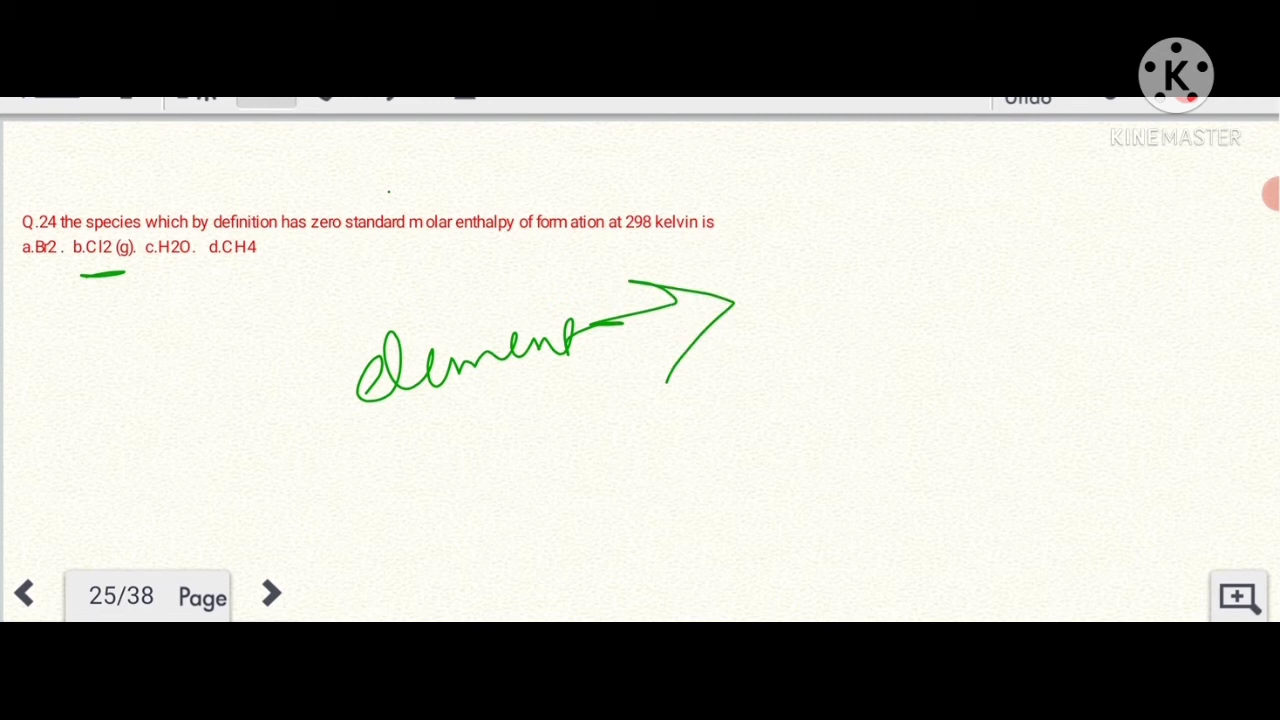 K
Undo
KINEMASTER
Q.24 the species which by definition has zero standard molar enthalpy of formation at 298 kelvin is
a.Br2 . b.Cl2 (g). c.H2O. d.CH4
element
25/38 Page